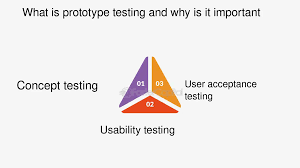 What is prototype testing and why is it important
Concept testing
01
03
02
User acceptance
testing
Usability testing